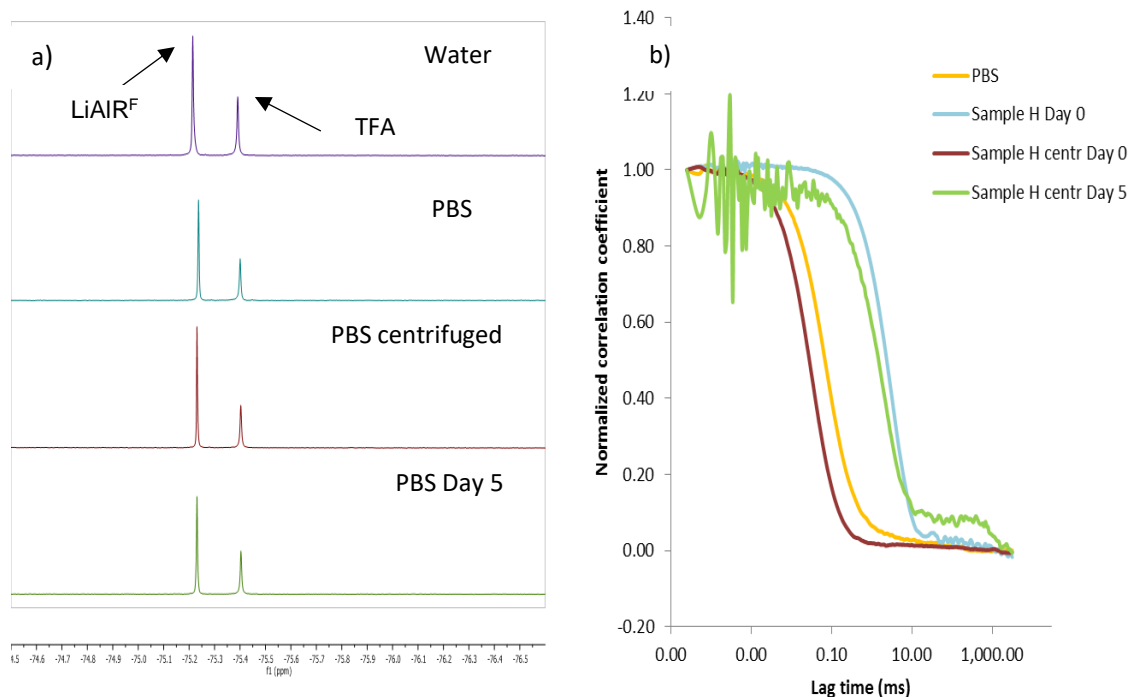 a)
Water
LiAlRF
TFA
PBS
PBS centrifuged
PBS Day 5
4.5 -74.6 -74.7 -74.8 -74.9 -75.0 -75.1 -75.2 -75.3 -75.4 -75.5 -75.6 -75.7 -75.8 -75.9 -76.0 -76.1 -76.2 -76.3 -76.4 -76.5
f1 (ppm)
b)
1.40
1.20
1.00
0.80
0.60
0.40
0.20
0.00
-0.20
Normalized correlation coefficient
PBS
Sample H Day 0
Sample H centr Day 0
Sample H centr Day 5
0.00 0.00 0.10 10.00 1,000.00
Lag time (ms)